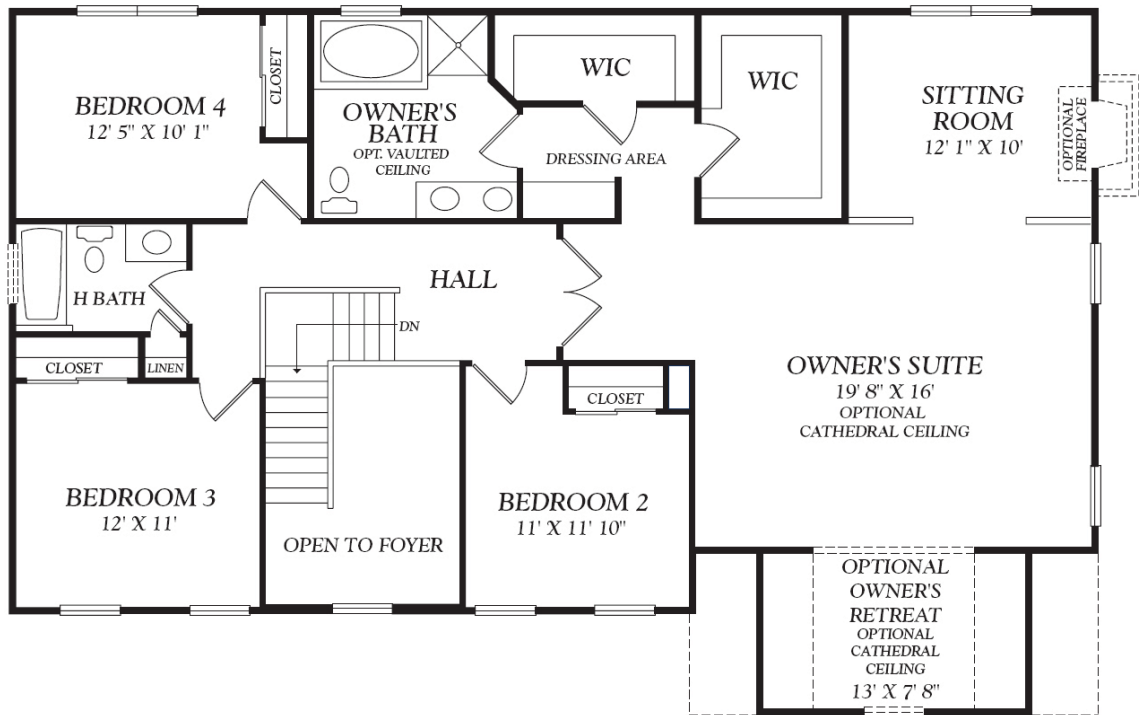 BEDROOM 4
12' 5" X 10' 1"
CLOSET
OWNER'S
BATH
OPT. VAULTED
CEILING
WIC
DRESSING AREA
WIC
SITTING
ROOM
12' 1" X 10'
OPTIONAL
FIREPLACE
H BATH
HALL
DN
CLOSET
LINEN
CLOSET
OWNER'S SUITE
19' 8" X 16'
OPTIONAL
CATHEDRAL CEILING
BEDROOM 3
12' X 11'
OPEN TO FOYER
BEDROOM 2
11' X 11' 10"
OPTIONAL
OWNER'S
RETREAT
OPTIONAL
CATHEDRAL
CEILING
13' X 7' 8"